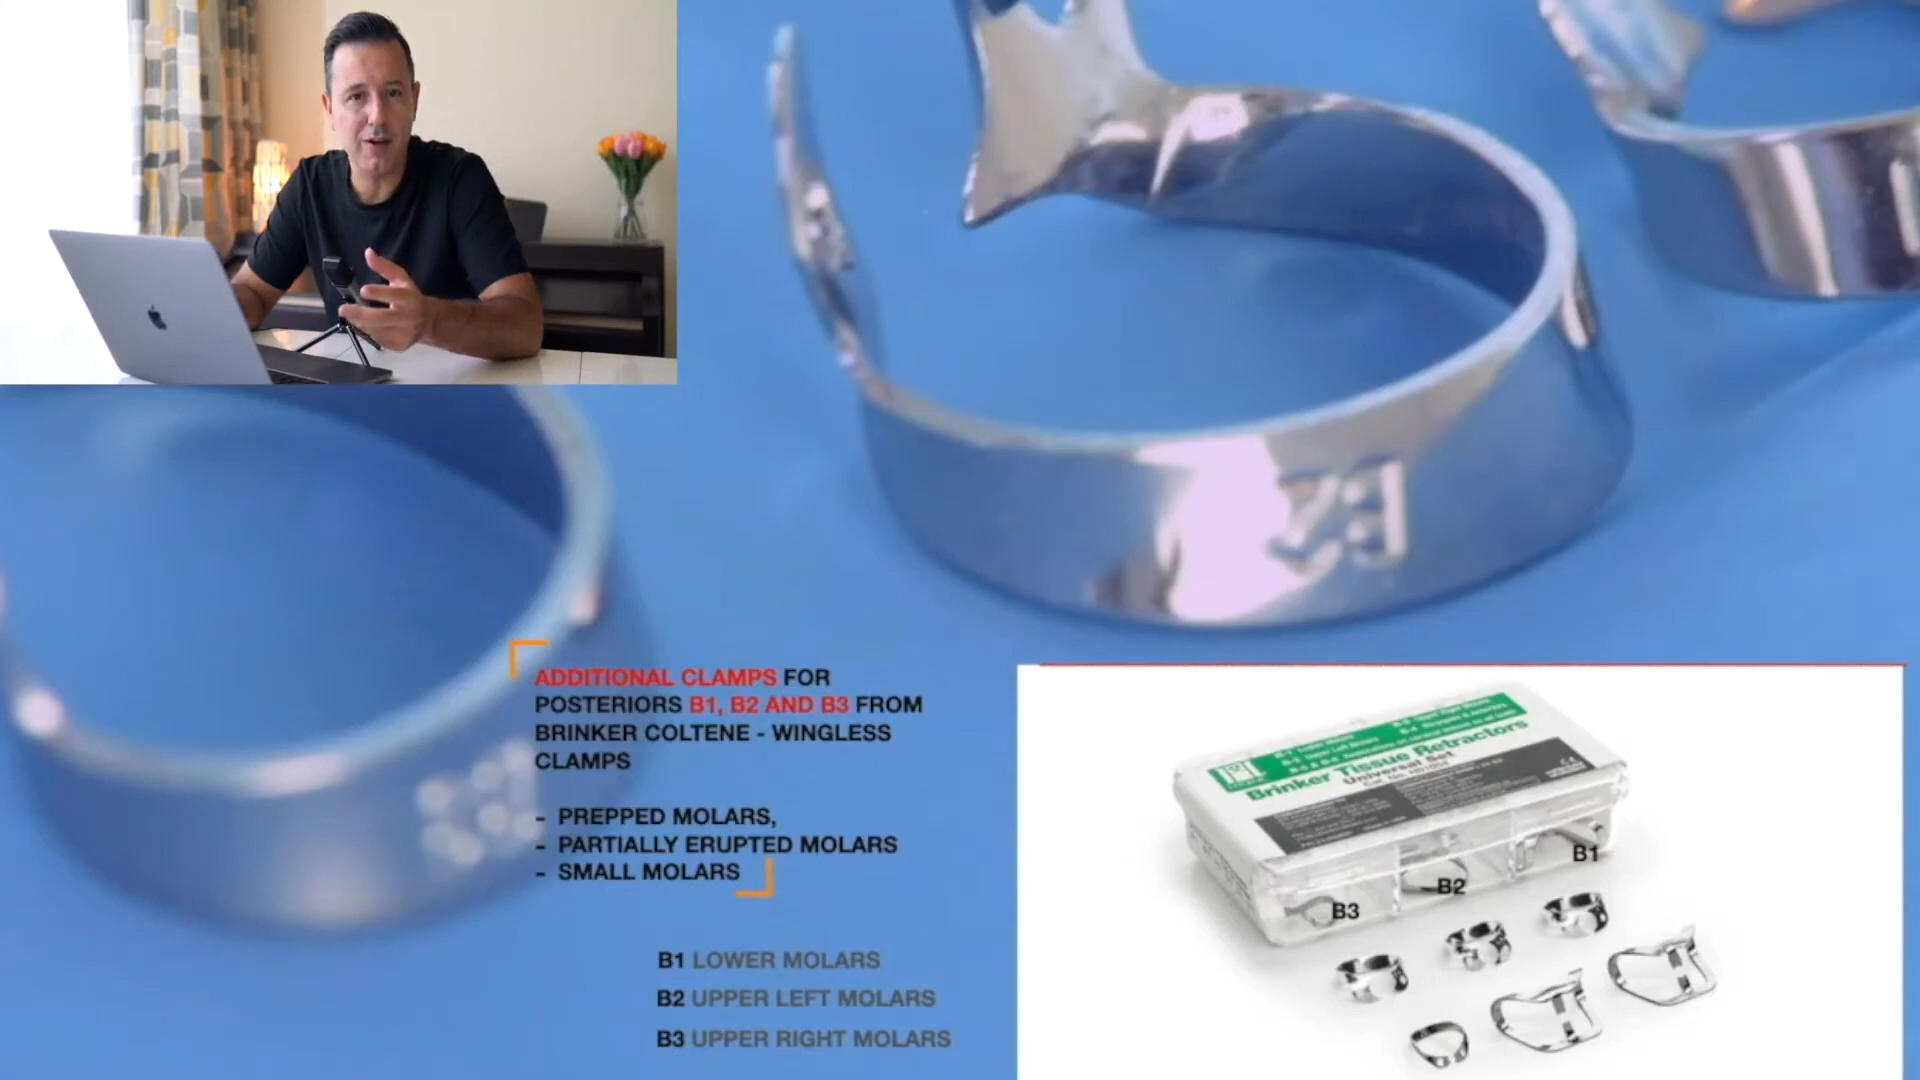 B2
ADDITIONAL CLAMPS FOR
POSTERIORS B1, B2 AND B3 FROM
BRINKER COLTENE - WINGLESS
CLAMPS
- PREPPED MOLARS,
- PARTIALLY ERUPTED MOLARS
- SMALL MOLARS
B1 LOWER MOLARS
B2 UPPER LEFT MOLARS
B3 UPPER RIGHT MOLARS
Brinker Tissue Retractors
Universal Set
B1
B2
B3